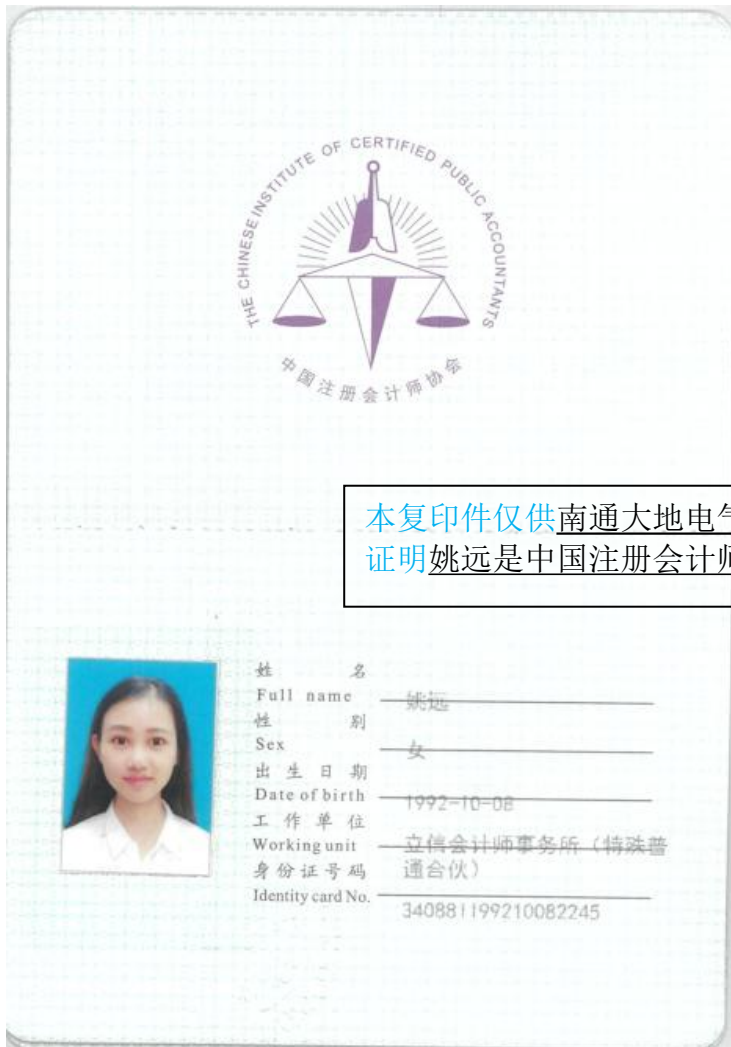 THE CHINESE INSTITUTE OF CERTIFIED PUBLIC ACCOUNTANTS
中国注册会计师协会
本复印件仅供南通大地电气
证明姚远是中国注册会计师
姓 名
Full name
姚远
性 别
Sex
女
出 生 日 期
Date of birth
1992-10-08
工 作 单 位
Working unit
立信会计师事务所（特殊普
通合伙）
身 份 证 号 码
Identity card No.
340881199210082245